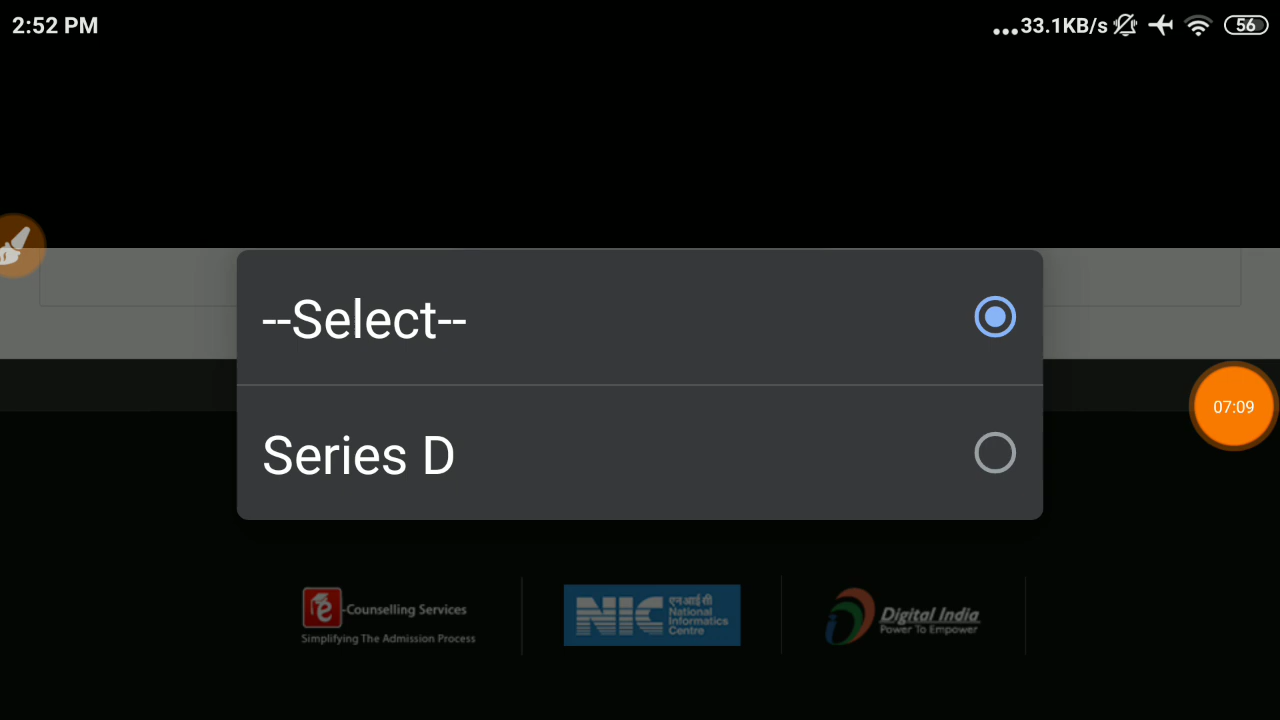 2:52 PM
...33.1KB/s
56
--Select--
07:09
Series D
e-Counselling Services
Simplifying The Admission Process
NIC
एन आई सी
National
Informatics
Centre
Digital India
Power To Empower